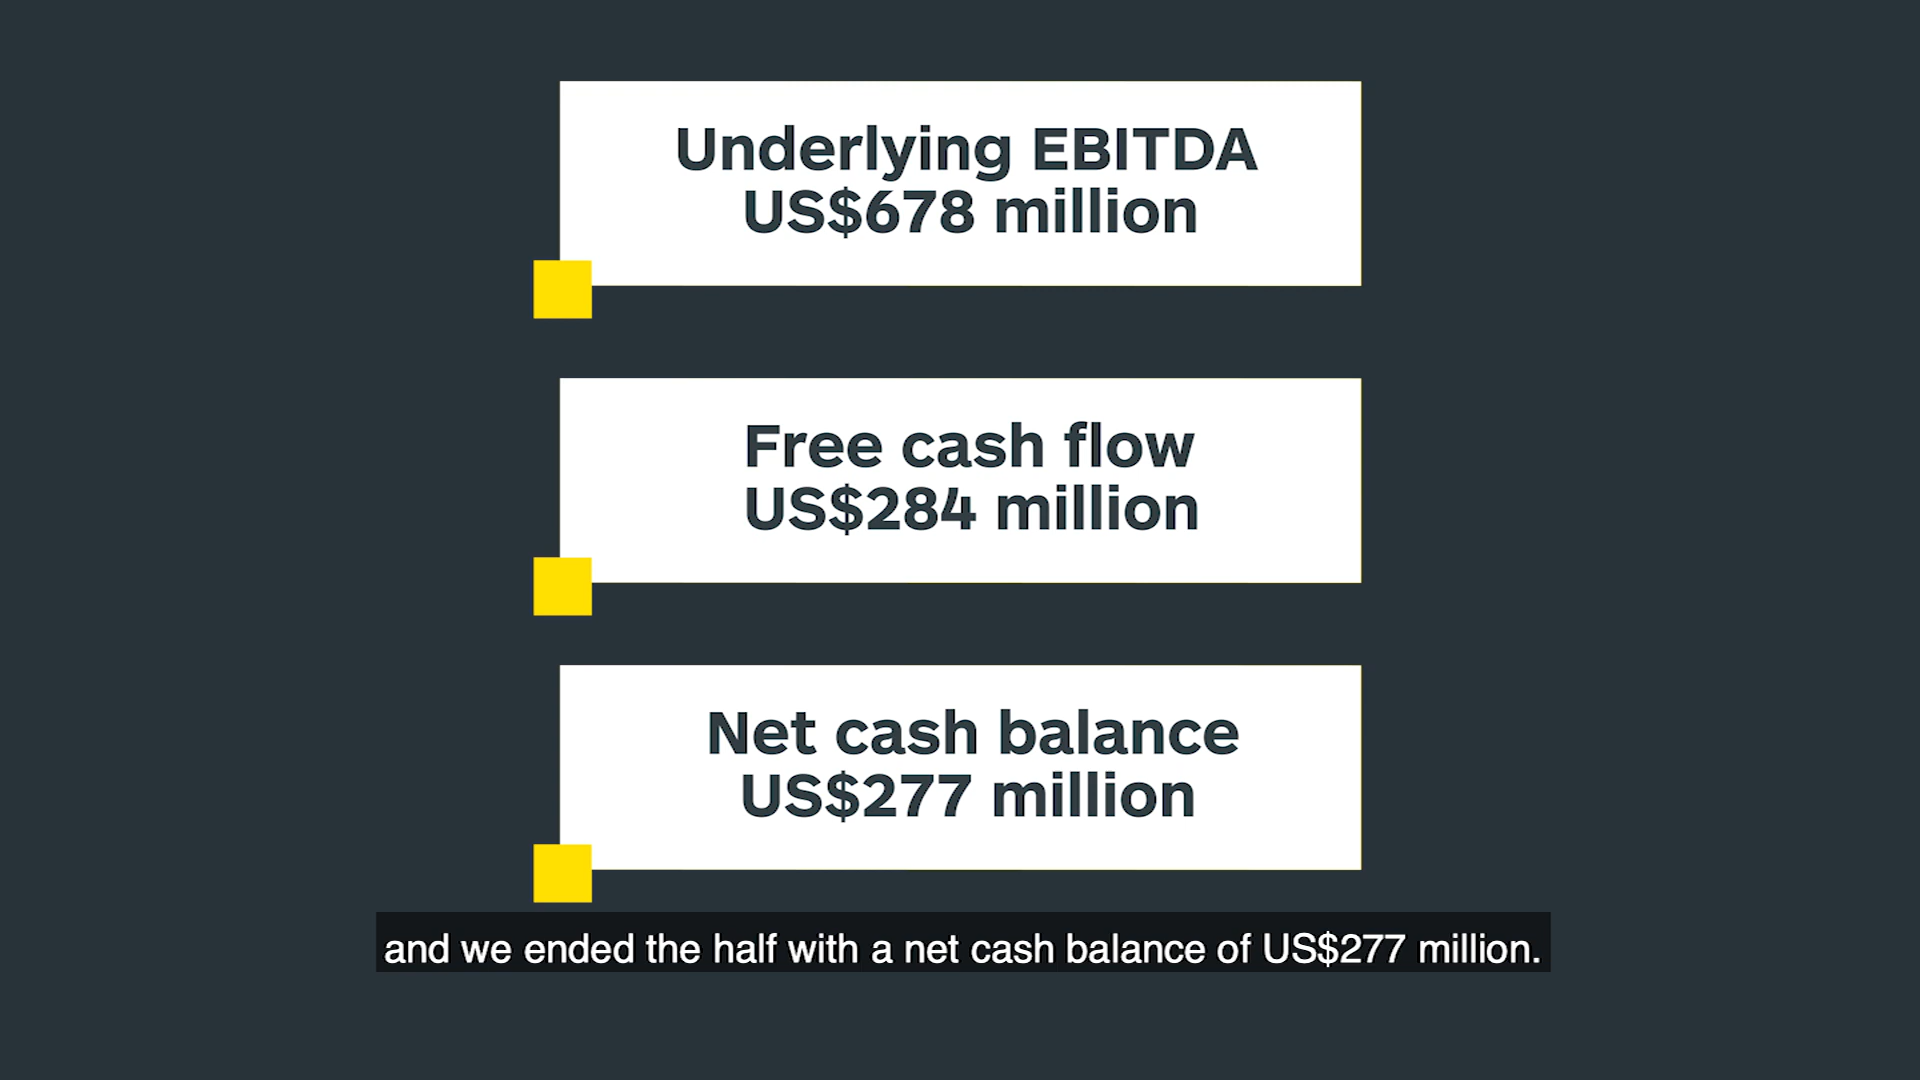 Underlying EBITDA
US$678 million
Free cash flow
US$284 million
Net cash balance
US$277 million
and we ended the half with a net cash balance of US$277 million.